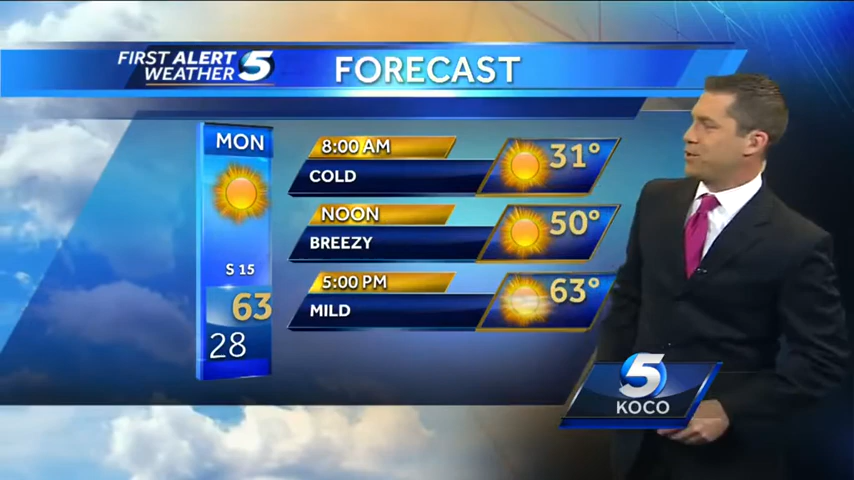 FIRST ALERT
WEATHER 5
FORECAST
MON
S 15
63
28
8:00 AM
31°
COLD
NOON
50°
BREEZY
5:00 PM
63°
MILD
5
KOCO